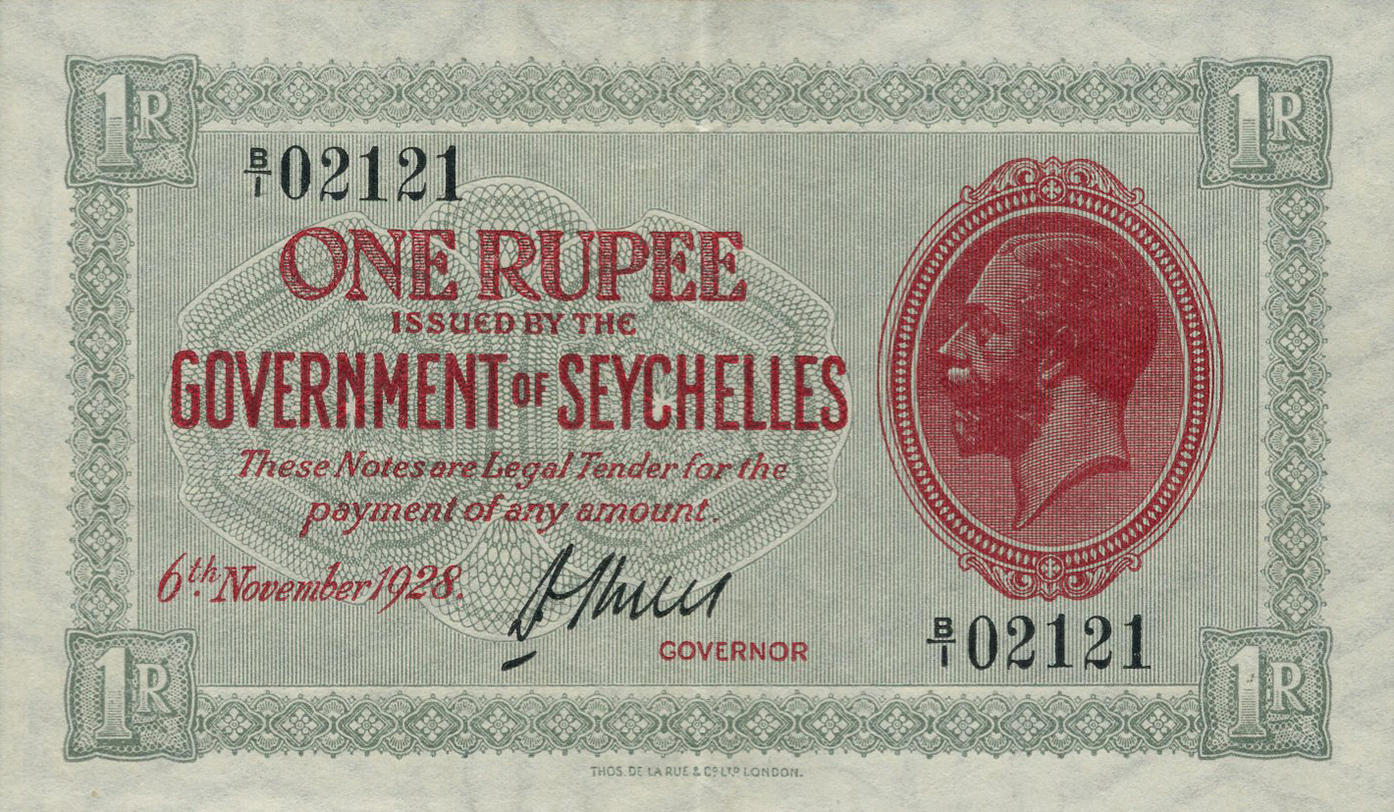 1R
1R
B/1 02121
ONE RUPEE
ISSUED BY THE
GOVERNMENT OF SEYCHELLES
These Notes are Legal Tender for the
payment of any amount.
6th. November 1928.
GOVERNOR
B/1 02121
1R
1R
THOS. DE LA RUE & CO. LTD. LONDON.